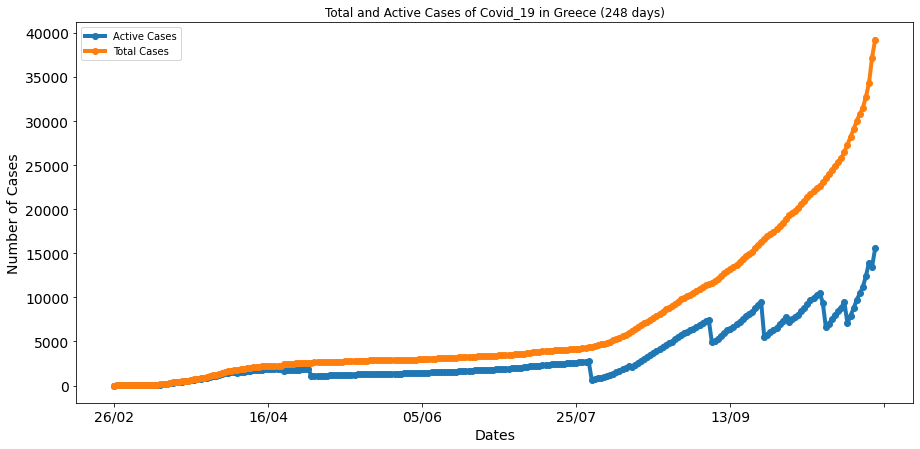 Total and Active Cases of Covid_19 in Greece (248 days)
Active Cases
Total Cases
40000
35000
30000
25000
20000
15000
10000
5000
0
Number of Cases
26/02
16/04
05/06
25/07
13/09
Dates